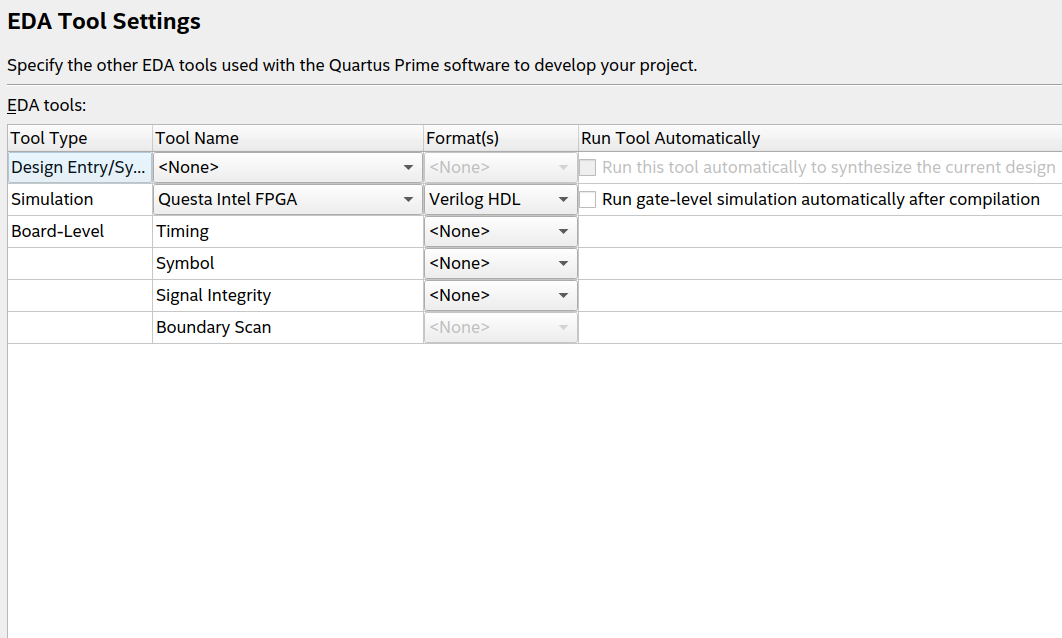 EDA Tool Settings
Specify the other EDA tools used with the Quartus Prime software to develop your project.
EDA tools:
Tool Type Tool Name Format(s) Run Tool Automatically
Design Entry/Sy... <None> <None> Run this tool automatically to synthesize the current design
Simulation Questa Intel FPGA Verilog HDL Run gate-level simulation automatically after compilation
Board-Level Timing <None>
Symbol <None>
Signal Integrity <None>
Boundary Scan <None>